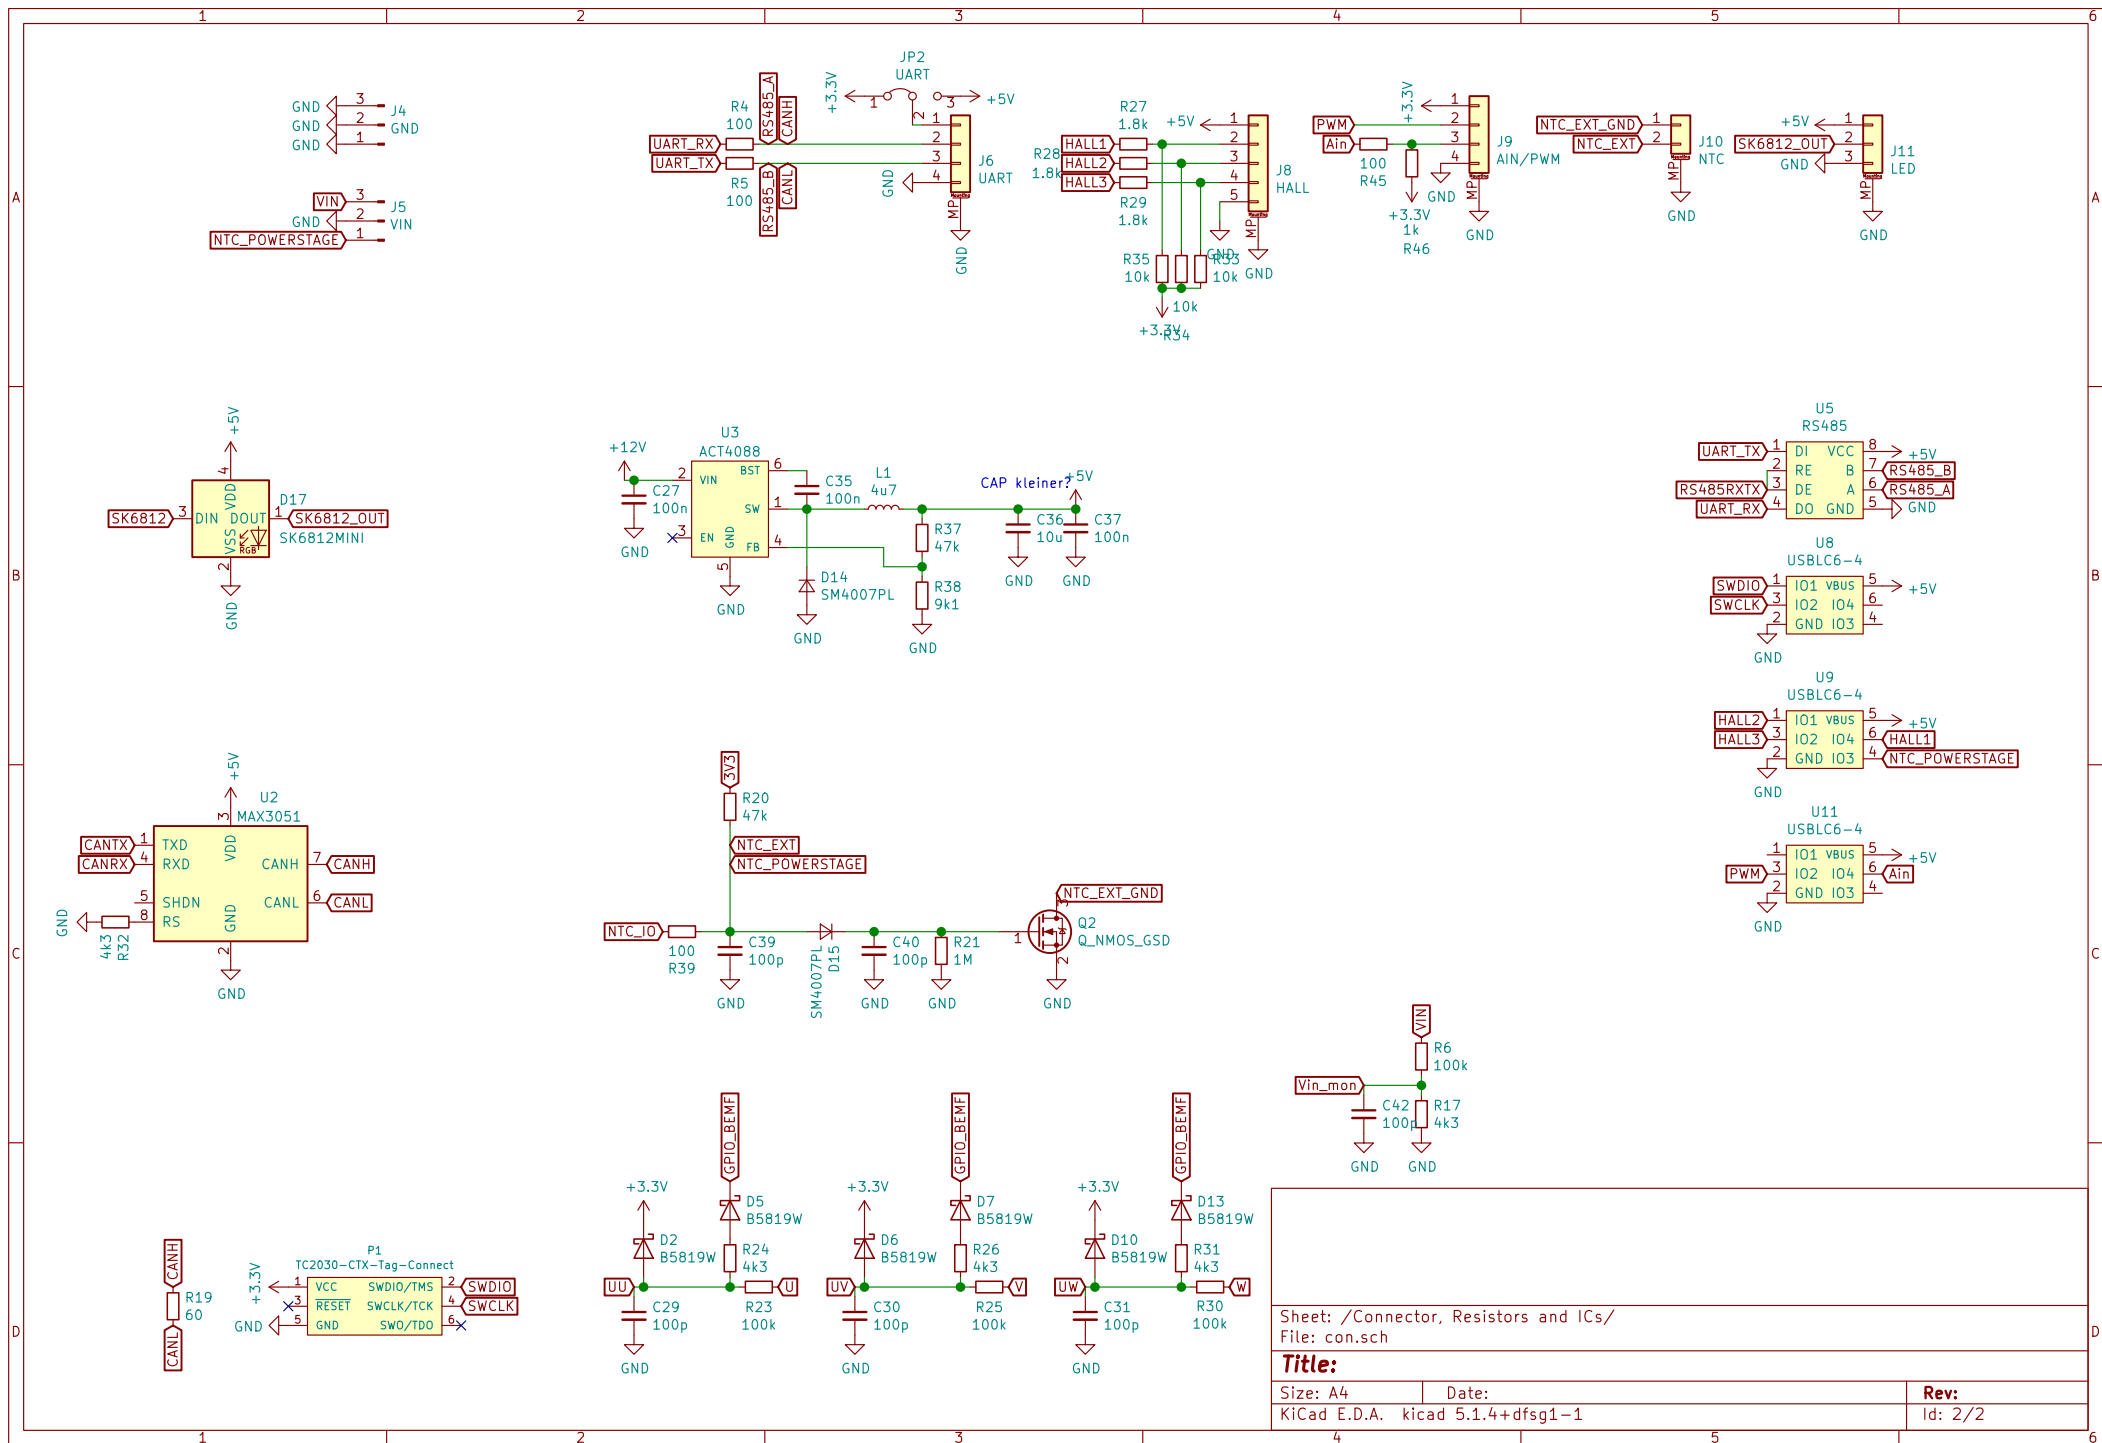 1 2 3 4 5 6
A
B
C
D
GND 3
GND 2
GND 1
J4
GND
VIN 3
GND 2
NTC_POWERSTAGE 1
J5
VIN
JP2
UART
+3.3V
1
2
3
+5V
RS485_A
CANH
R4
100
UART_RX
UART_TX
R5
100
RS485_B
CANL
1
2
3
4
GND
J6
UART
MP
GND
R27
1.8k
+5V
HALL1
HALL2
HALL3
R28
1.8k
R29
1.8k
1
2
3
4
5
J8
HALL
MP
GND
GND
R35
10k
R33
10k
10k
R34
+3.3V
+3.3V
PWM
Ain
100
R45
1
2
3
4
GND
J9
AIN/PWM
MP
GND
+3.3V
1k
R46
NTC_EXT_GND 1
NTC_EXT 2
J10
NTC
MP
GND
+5V 1
SK6812_OUT 2
GND 3
J11
LED
MP
GND
+5V
4
VDD
D17
SK6812 3 DIN DOUT 1 SK6812_OUT
SK6812MINI
VSS
RGB
2
GND
U3
ACT4088
+12V
2 VIN
BST 6
SW 1
3 EN
GND
FB 4
5
GND
C27
100n
GND
C35
100n
L1
4u7
CAP kleiner?
+5V
R37
47k
R38
9k1
GND
C36
10u
GND
C37
100n
GND
D14
SM4007PL
GND
U5
RS485
UART_TX 1 DI VCC 8 +5V
2 RE B 7 RS485_B
RS485RXTX 3 DE A 6 RS485_A
UART_RX 4 DO GND 5 GND
U8
USBLC6-4
SWDIO 1 IO1 VBUS 5 +5V
SWCLK 3 IO2 IO4 6
2 GND IO3 4
GND
U9
USBLC6-4
HALL2 1 IO1 VBUS 5 +5V
HALL3 3 IO2 IO4 6 HALL1
2 GND IO3 4 NTC_POWERSTAGE
GND
U11
USBLC6-4
1 IO1 VBUS 5 +5V
PWM 3 IO2 IO4 6 Ain
2 GND IO3 4
GND
+5V
3
U2
MAX3051
CANTX 1 TXD
CANRX 4 RXD
VDD
CANH 7 CANH
5 SHDN
CANL 6 CANL
8 RS
GND
2
GND
GND
4k3
R32
3V3
R20
47k
NTC_EXT
NTC_POWERSTAGE
NTC_IO
100
R39
C39
100p
GND
SM4007PL
D15
C40
100p
GND
R21
1M
GND
NTC_EXT_GND
3
1
2
Q2
Q_NMOS_GSD
GND
VIN
R6
100k
Vin_mon
C42
100p
R17
4k3
GND
GND
CANH
R19
60
CANL
P1
TC2030-CTX-Tag-Connect
+3.3V
1 VCC SWDIO/TMS 2 SWDIO
3 RESET SWCLK/TCK 4 SWCLK
GND 5 GND SWO/TDO 6
GPIO_BEMF
+3.3V
D5
B5819W
D2
B5819W
R24
4k3
UU
U
C29
100p
R23
100k
GND
GPIO_BEMF
+3.3V
D7
B5819W
D6
B5819W
R26
4k3
UV
V
C30
100p
R25
100k
GND
GPIO_BEMF
+3.3V
D13
B5819W
D10
B5819W
R31
4k3
UW
W
C31
100p
R30
100k
GND
Sheet: /Connector, Resistors and ICs/
File: con.sch
Title:
Size: A4 Date: Rev:
KiCad E.D.A. kicad 5.1.4+dfsg1-1 Id: 2/2
A
B
C
D
1 2 3 4 5 6